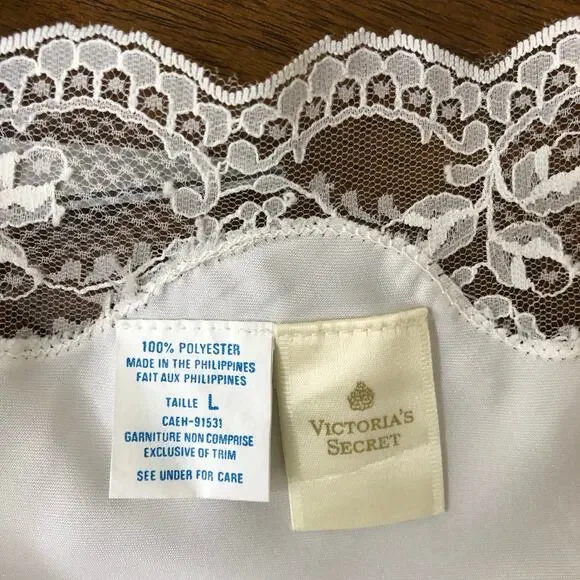 100% POLYESTER
MADE IN THE PHILIPPINES
FAIT AUX PHILIPPINES
TAILLE L
CAEH-91531
GARNITURE NON COMPRISE
EXCLUSIVE OF TRIM
SEE UNDER FOR CARE
VICTORIA'S
SECRET